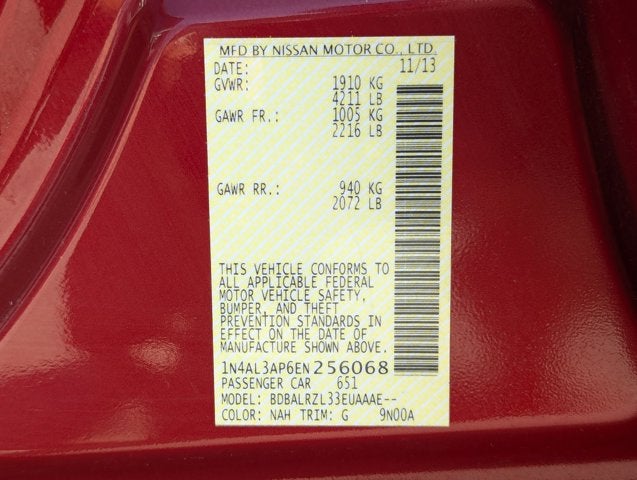 MFD BY NISSAN MOTOR CO., LTD.
DATE: 11/13
GVWR: 1910 KG
4211 LB
GAWR FR.: 1005 KG
2216 LB
GAWR RR.: 940 KG
2072 LB
THIS VEHICLE CONFORMS TO
ALL APPLICABLE FEDERAL
MOTOR VEHICLE SAFETY,
BUMPER, AND THEFT
PREVENTION STANDARDS IN
EFFECT ON THE DATE OF
MANUFACTURE SHOWN ABOVE.
1N4AL3AP6EN256068
PASSENGER CAR 651
MODEL: BDBALRZL33EUAAAE--
COLOR: NAH TRIM: G 9N00A